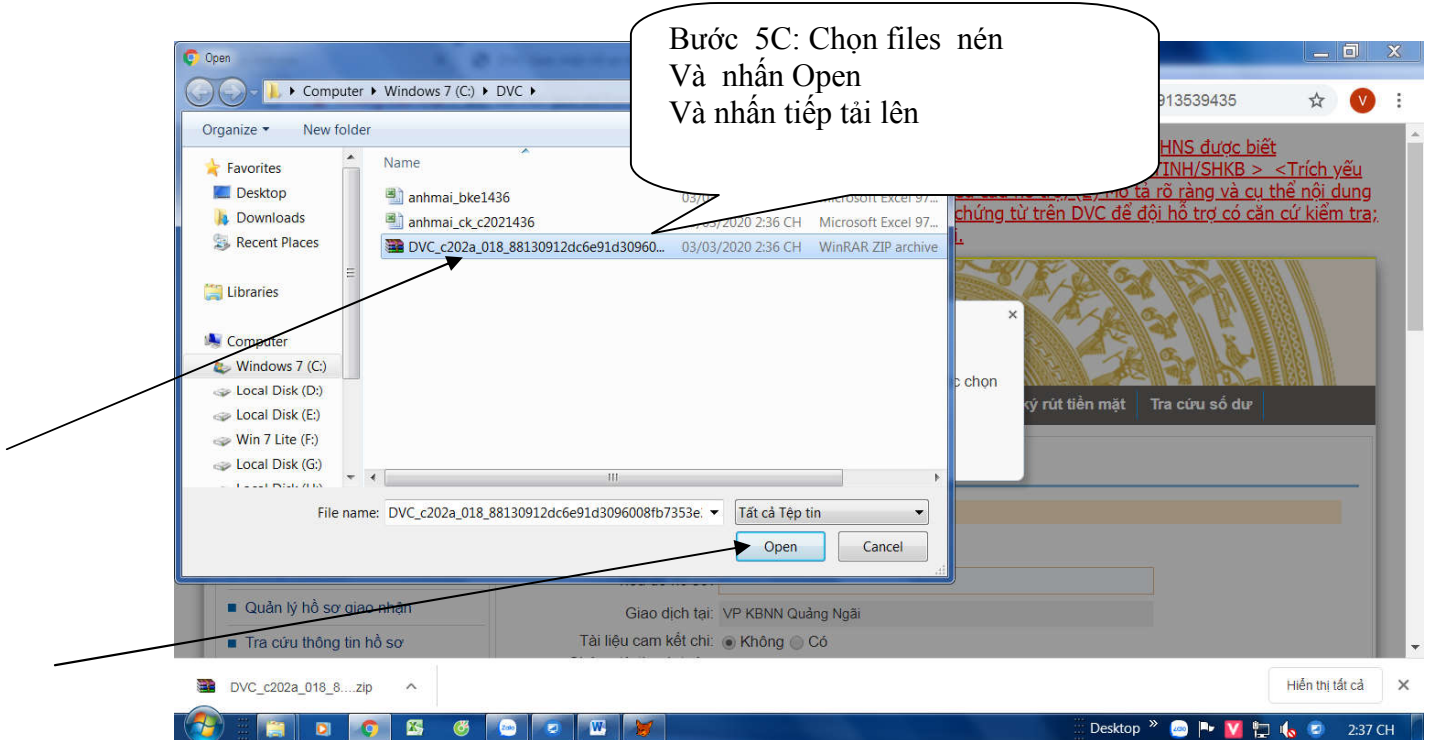 Bước 5C: Chọn files nén
Và nhấn Open
Và nhấn tiếp tải lên
Open
Computer Windows 7 (C:) DVC
913539435
V
Organize New folder
HNS được biết
TINH/SHKB > <Trích yếu
Mô tả rõ ràng và cụ thể nội dung
chứng từ trên DVC để đội hỗ trợ có căn cứ kiểm tra;
Favorites
Desktop
Downloads
Recent Places
Libraries
Computer
Windows 7 (C:)
Local Disk (D:)
Local Disk (E:)
Win 7 Lite (F:)
Local Disk (G:)
Name
anhmai_bke1436 Microsoft Excel 97...
anhmai_ck_c2021436 2:36 CH Microsoft Excel 97...
DVC_c202a_018_88130912dc6e91d30960... 03/03/2020 2:36 CH WinRAR ZIP archive
×
c chọn
ký rút tiền mặt Tra cứu số dư
File name: DVC_c202a_018_88130912dc6e91d3096008fb7353e. Tất cả Tệp tin
Open Cancel
Quản lý hồ sơ giao nhận
Tra cứu thông tin hồ sơ
Giao dịch tại: VP KBNN Quảng Ngãi
Tài liệu cam kết chi: Không Có
DVC_c202a_018_8....zip
Hiển thị tất cả
Desktop » 2:37 CH